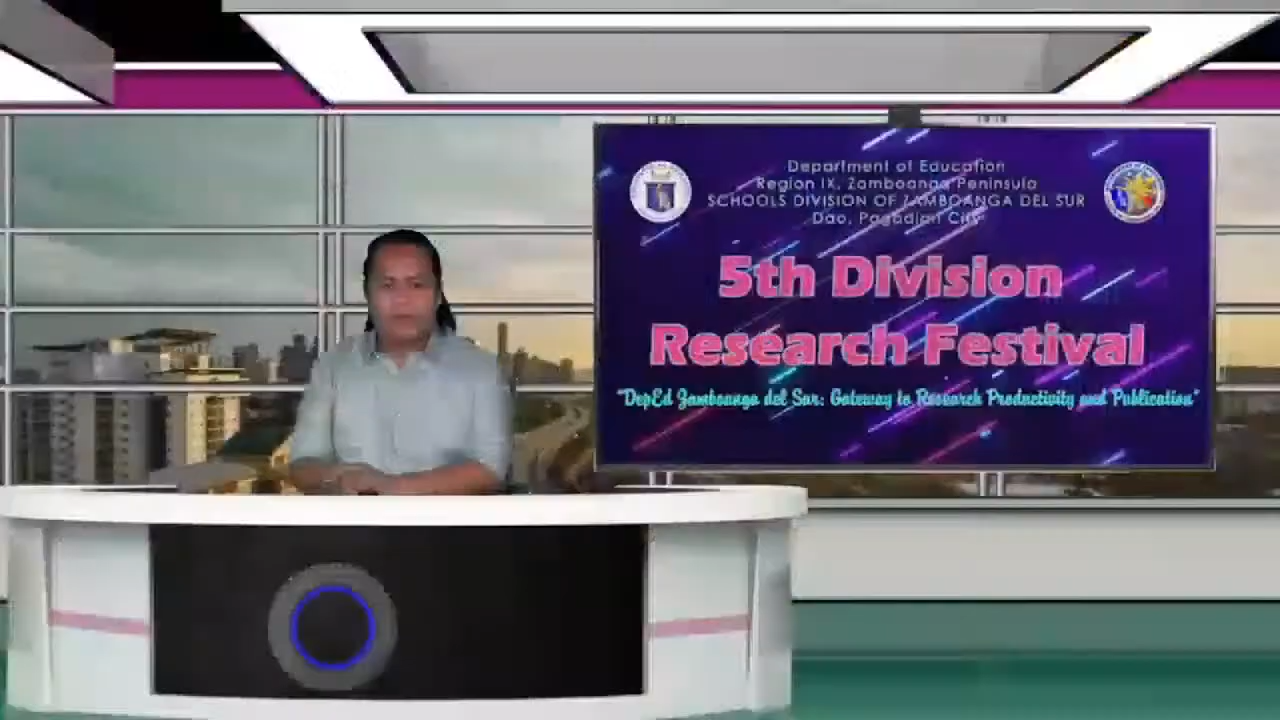 Department of Education
Region IX, Zamboanga Peninsula
SCHOOLS DIVISION OF ZAMBOANGA DEL SUR
Dao, Pagadian City
5th Division
Research Festival
"DepEd Zamboanga del Sur: Gateway to Research Productivity and Publication"